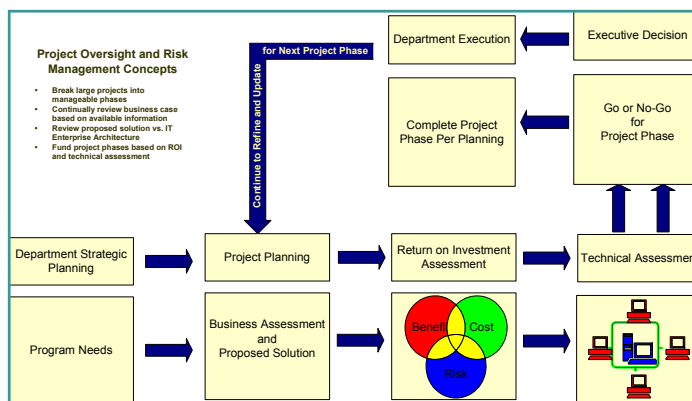 Project Oversight and Risk
Management Concepts
• Break large projects into
manageable phases
• Continually review business case
based on available information
• Review proposed solution vs. IT
Enterprise Architecture
• Fund project phases based on ROI
and technical assessment
for Next Project Phase
Continue to Refine and Update
Department Execution
Executive Decision
Complete Project
Phase Per Planning
Go or No-Go
for
Project Phase
Department Strategic
Planning
Project Planning
Return on Investment
Assessment
Technical Assessment
Program Needs
Business Assessment
and
Proposed Solution
Benefit
Cost
Risk